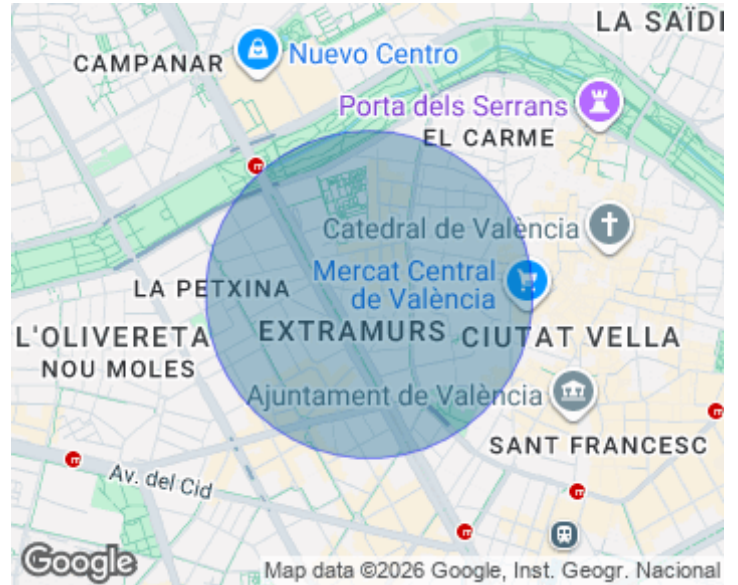 LA SAÏDI
CAMPANAR
Nuevo Centro
Porta dels Serrans
EL CARME
Catedral de València
Mercat Central
de València
LA PETXINA
L'OLIVERETA
EXTRAMURS
CIUTAT VELLA
NOU MOLES
Ajuntament de València
SANT FRANCESC
Av. del Cid
Google
Map data ©2026 Google, Inst. Geogr. Nacional